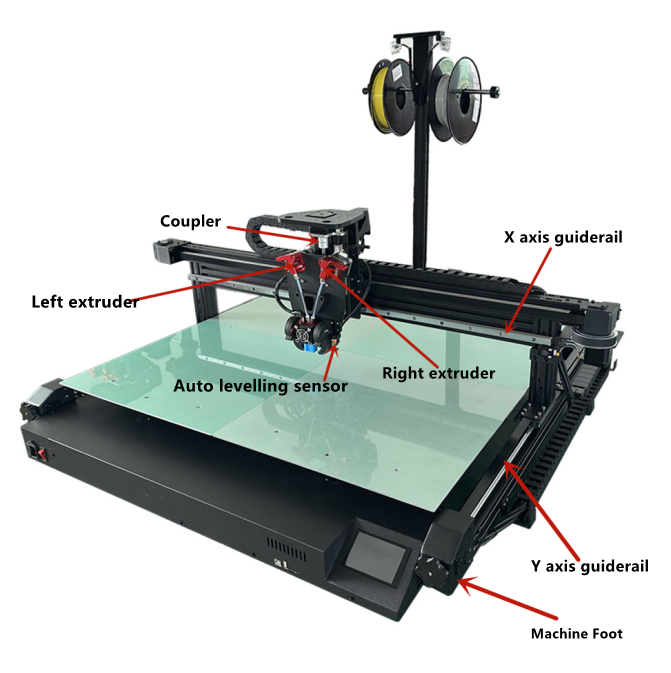 Coupler
X axis guiderail
Left extruder
Right extruder
Auto levelling sensor
Y axis guiderail
Machine Foot